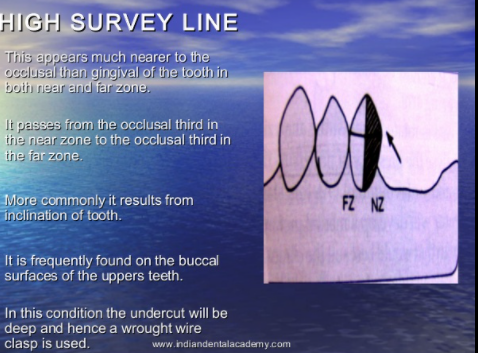 HIGH SURVEY LINE
This appears much nearer to the
occlusal than gingival of the tooth in
both near and far zone.
It passes from the occlusal third in
the near zone to the occlusal third in
the far zone.
More commonly it results from
inclination of tooth.
It is frequently found on the buccal
surfaces of the uppers teeth.
In this condition the undercut will be
deep and hence a wrought wire
clasp is used.
www.indiandentalacademy.com
FZ NZ